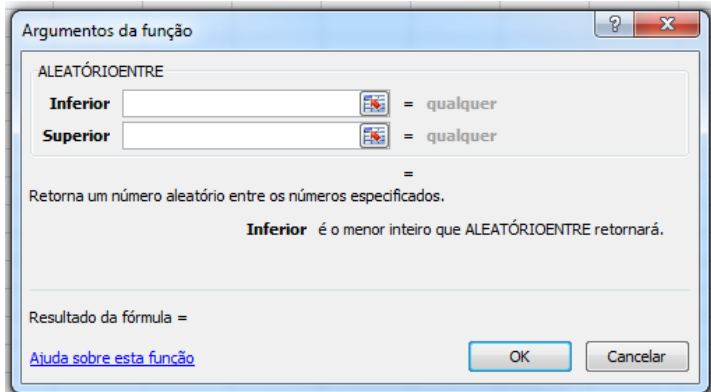 Argumentos da função
ALEATÓRIOENTRE
Inferior = qualquer
Superior = qualquer
=
Retorna um número aleatório entre os números especificados.
Inferior é o menor inteiro que ALEATÓRIOENTRE retornará.
Resultado da fórmula =
Ajuda sobre esta função OK Cancelar